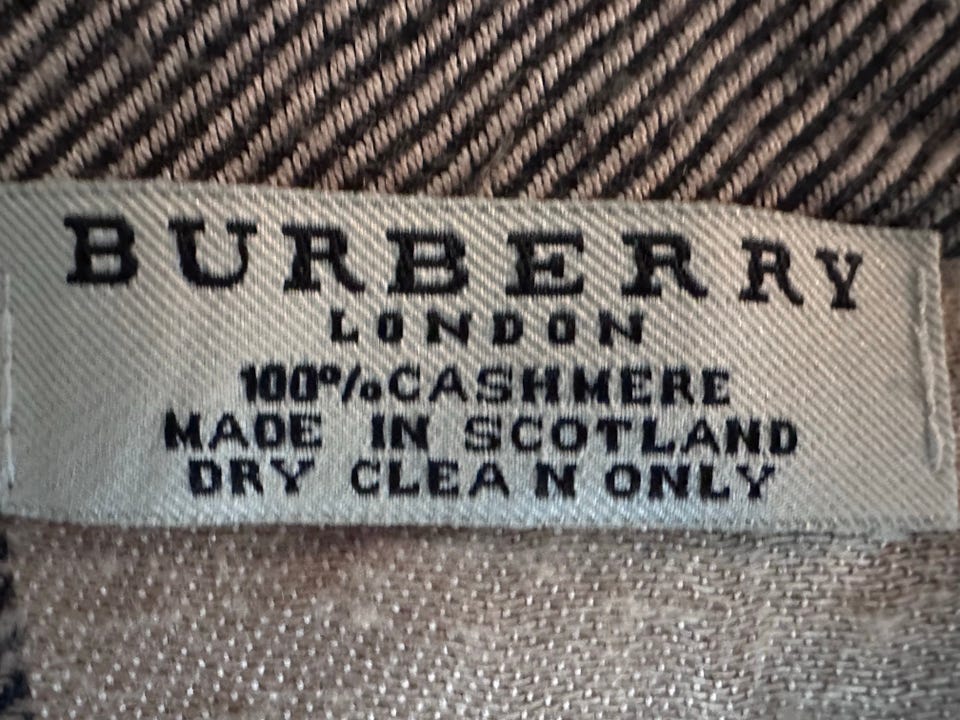 BURBERRY
LONDON
100% CASHMERE
MADE IN SCOTLAND
DRY CLEAN ONLY